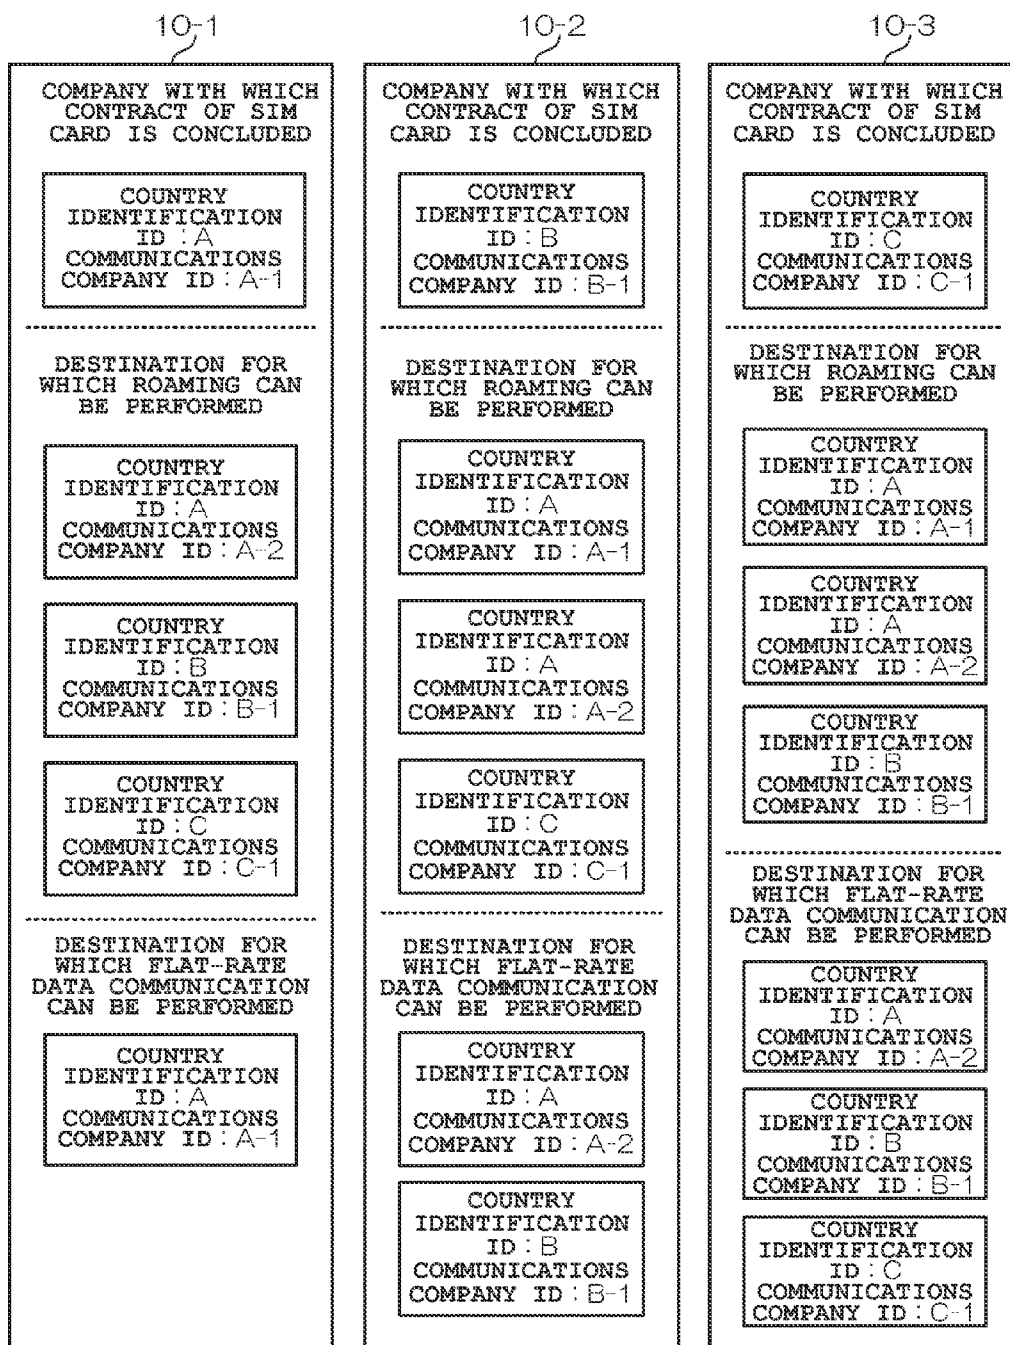 10-1
COMPANY WITH WHICH
CONTRACT OF SIM
CARD IS CONCLUDED
COUNTRY
IDENTIFICATION
ID:A
COMMUNICATIONS
COMPANY ID:A-1
DESTINATION FOR
WHICH ROAMING CAN
BE PERFORMED
COUNTRY
IDENTIFICATION
ID:A
COMMUNICATIONS
COMPANY ID:A-2
COUNTRY
IDENTIFICATION
ID:B
COMMUNICATIONS
COMPANY ID:B-1
COUNTRY
IDENTIFICATION
ID:C
COMMUNICATIONS
COMPANY ID:C-1
DESTINATION FOR
WHICH FLAT-RATE
DATA COMMUNICATION
CAN BE PERFORMED
COUNTRY
IDENTIFICATION
ID:A
COMMUNICATIONS
COMPANY ID:A-1
10-2
COMPANY WITH WHICH
CONTRACT OF SIM
CARD IS CONCLUDED
COUNTRY
IDENTIFICATION
ID:B
COMMUNICATIONS
COMPANY ID:B-1
DESTINATION FOR
WHICH ROAMING CAN
BE PERFORMED
COUNTRY
IDENTIFICATION
ID:A
COMMUNICATIONS
COMPANY ID:A-1
COUNTRY
IDENTIFICATION
ID:A
COMMUNICATIONS
COMPANY ID:A-2
COUNTRY
IDENTIFICATION
ID:C
COMMUNICATIONS
COMPANY ID:C-1
DESTINATION FOR
WHICH FLAT-RATE
DATA COMMUNICATION
CAN BE PERFORMED
COUNTRY
IDENTIFICATION
ID:A
COMMUNICATIONS
COMPANY ID:A-2
COUNTRY
IDENTIFICATION
ID:B
COMMUNICATIONS
COMPANY ID:B-1
10-3
COMPANY WITH WHICH
CONTRACT OF SIM
CARD IS CONCLUDED
COUNTRY
IDENTIFICATION
ID:C
COMMUNICATIONS
COMPANY ID:C-1
DESTINATION FOR
WHICH ROAMING CAN
BE PERFORMED
COUNTRY
IDENTIFICATION
ID:A
COMMUNICATIONS
COMPANY ID:A-1
COUNTRY
IDENTIFICATION
ID:A
COMMUNICATIONS
COMPANY ID:A-2
COUNTRY
IDENTIFICATION
ID:B
COMMUNICATIONS
COMPANY ID:B-1
DESTINATION FOR
WHICH FLAT-RATE
DATA COMMUNICATION
CAN BE PERFORMED
COUNTRY
IDENTIFICATION
ID:A
COMMUNICATIONS
COMPANY ID:A-2
COUNTRY
IDENTIFICATION
ID:B
COMMUNICATIONS
COMPANY ID:B-1
COUNTRY
IDENTIFICATION
ID:C
COMMUNICATIONS
COMPANY ID:C-1